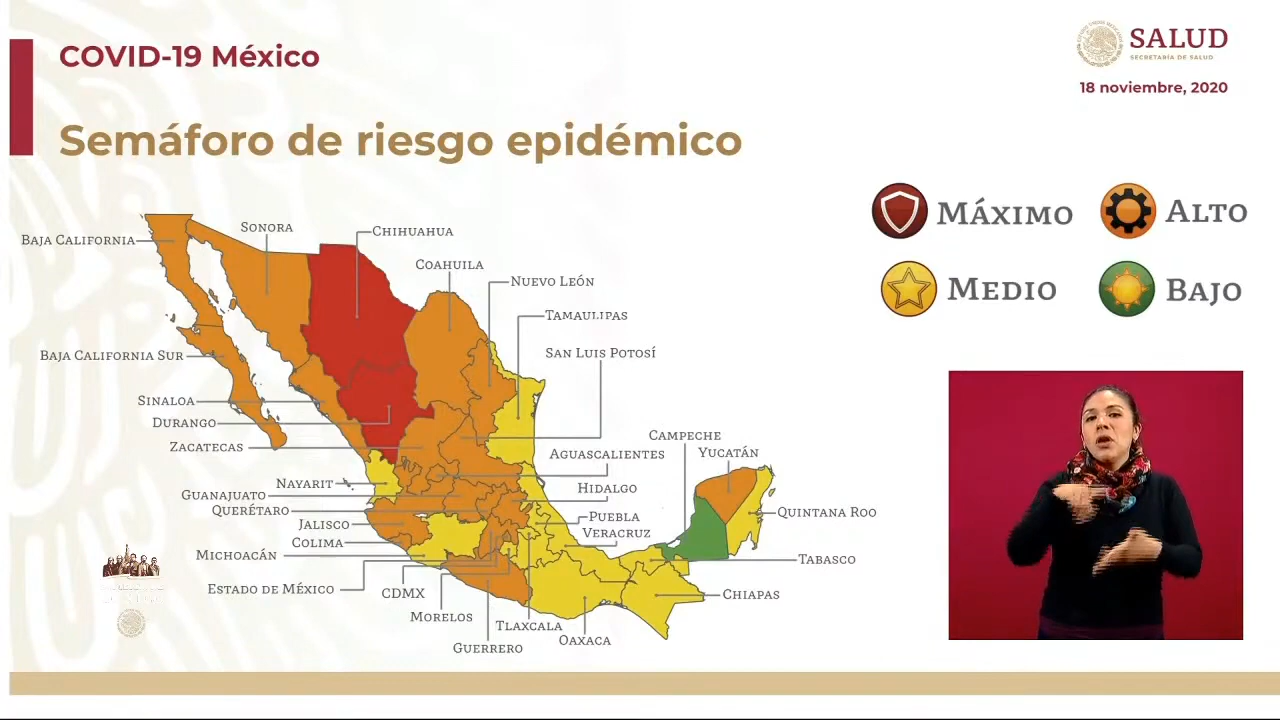 COVID-19 México
SALUD
SECRETARÍA DE SALUD
18 noviembre, 2020
Semáforo de riesgo epidémico
MÁXIMO
ALTO
MEDIO
BAJO
BAJA CALIFORNIA
SONORA
CHIHUAHUA
COAHUILA
NUEVO LEÓN
TAMAULIPAS
SAN LUIS POTOSÍ
BAJA CALIFORNIA SUR
SINALOA
DURANGO
ZACATECAS
CAMPECHE
YUCATÁN
AGUASCALIENTES
NAYARIT
HIDALGO
GUANAJUATO
QUERÉTARO
QUINTANA ROO
JALISCO
PUEBLA
VERACRUZ
COLIMA
MICHOACÁN
TABASCO
ESTADO DE MÉXICO
CDMX
CHIAPAS
MORELOS
TLAXCALA
OAXACA
GUERRERO